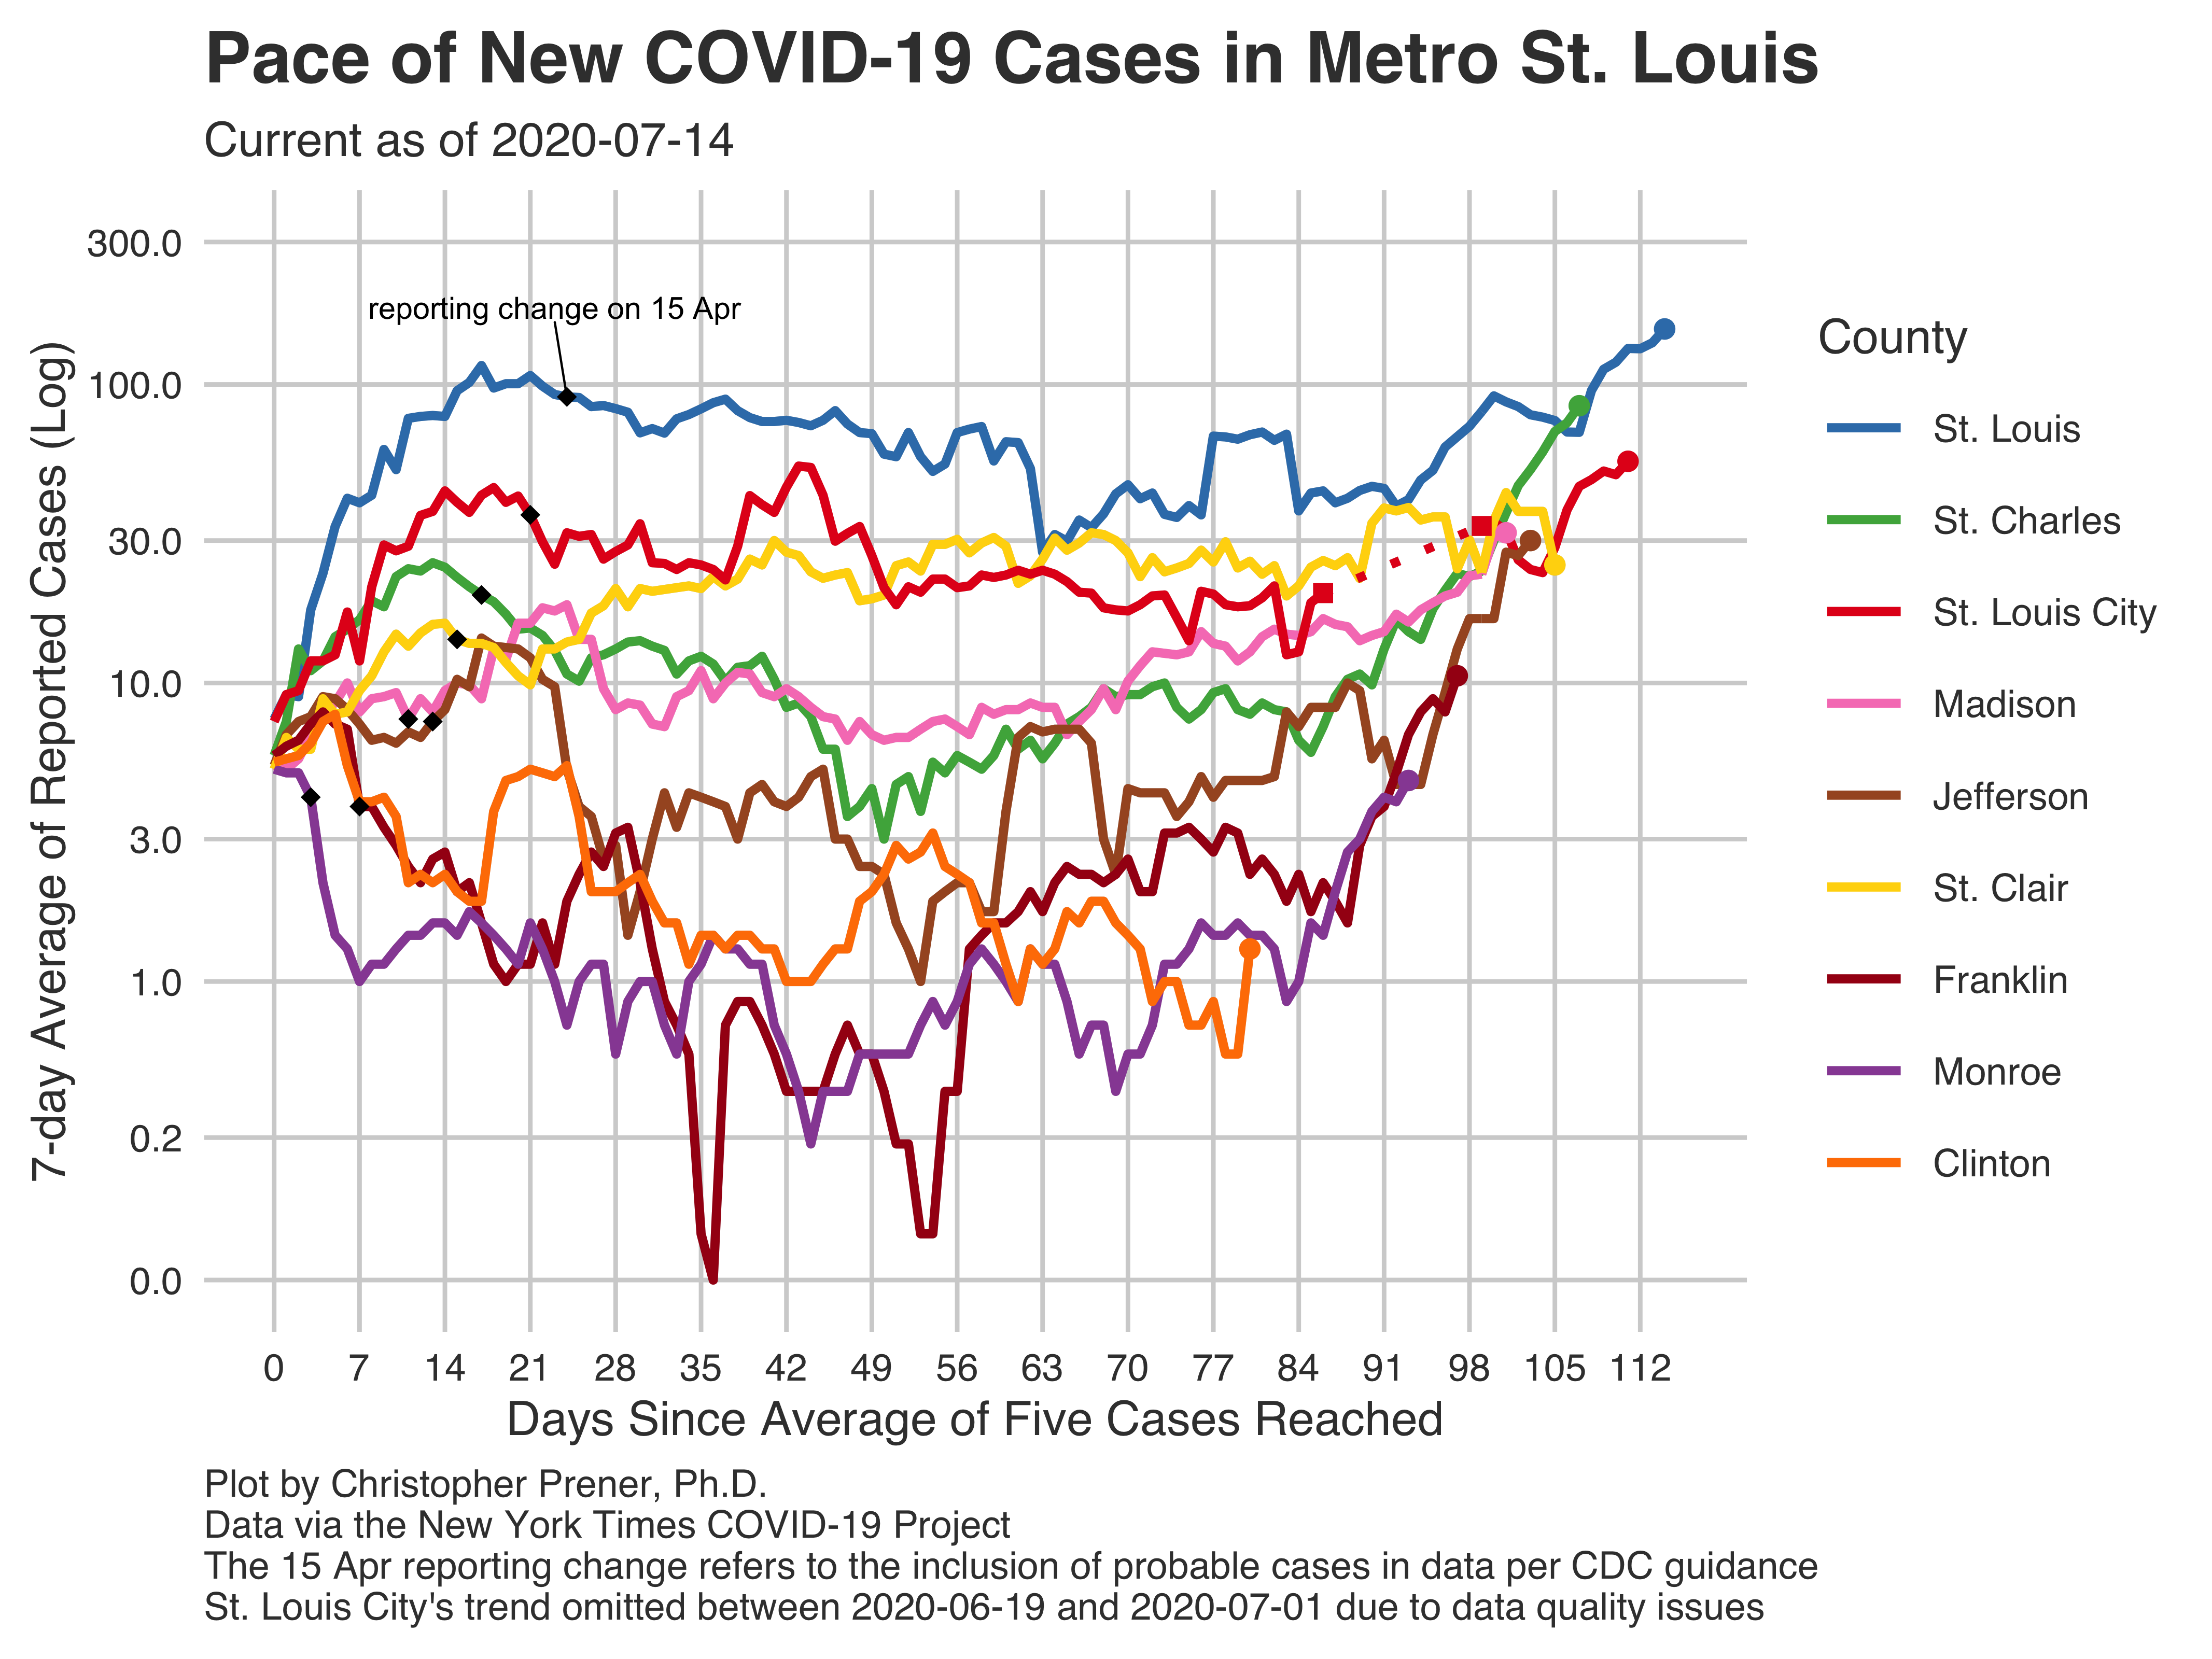 Pace of New COVID-19 Cases in Metro St. Louis
Current as of 2020-07-14
300.0
100.0
30.0
10.0
3.0
1.0
0.2
0.0
7-day Average of Reported Cases (Log)
reporting change on 15 Apr
0 7 14 21 28 35 42 49 56 63 70 77 84 91 98 105 112
Days Since Average of Five Cases Reached
County
St. Louis
St. Charles
St. Louis City
Madison
Jefferson
St. Clair
Franklin
Monroe
Clinton
Plot by Christopher Prener, Ph.D.
Data via the New York Times COVID-19 Project
The 15 Apr reporting change refers to the inclusion of probable cases in data per CDC guidance
St. Louis City's trend omitted between 2020-06-19 and 2020-07-01 due to data quality issues